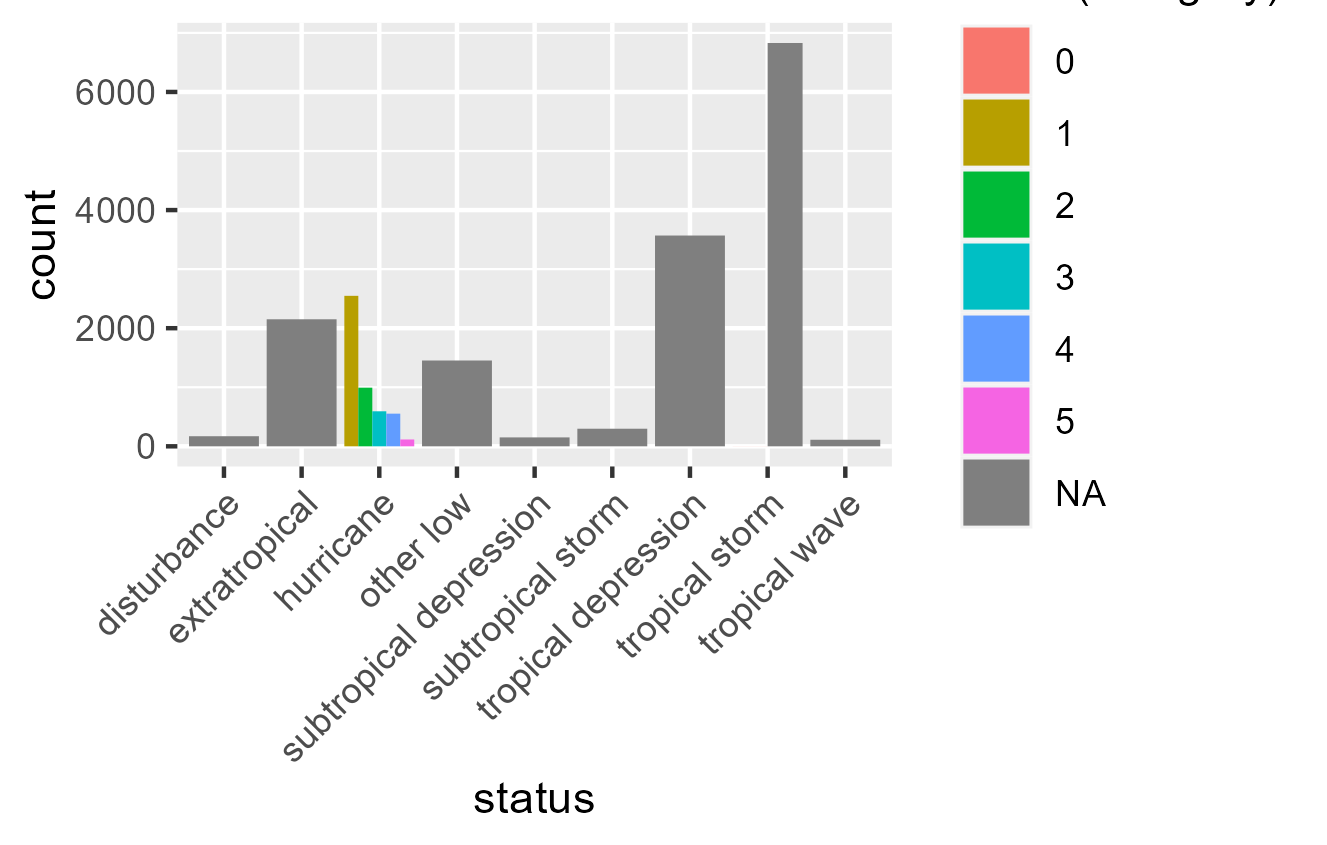 6000
4000
2000
0
count
disturbance
extratropical
hurricane
other low
subtropical depression
subtropical storm
tropical depression
tropical storm
tropical wave
status
0
1
2
3
4
5
NA